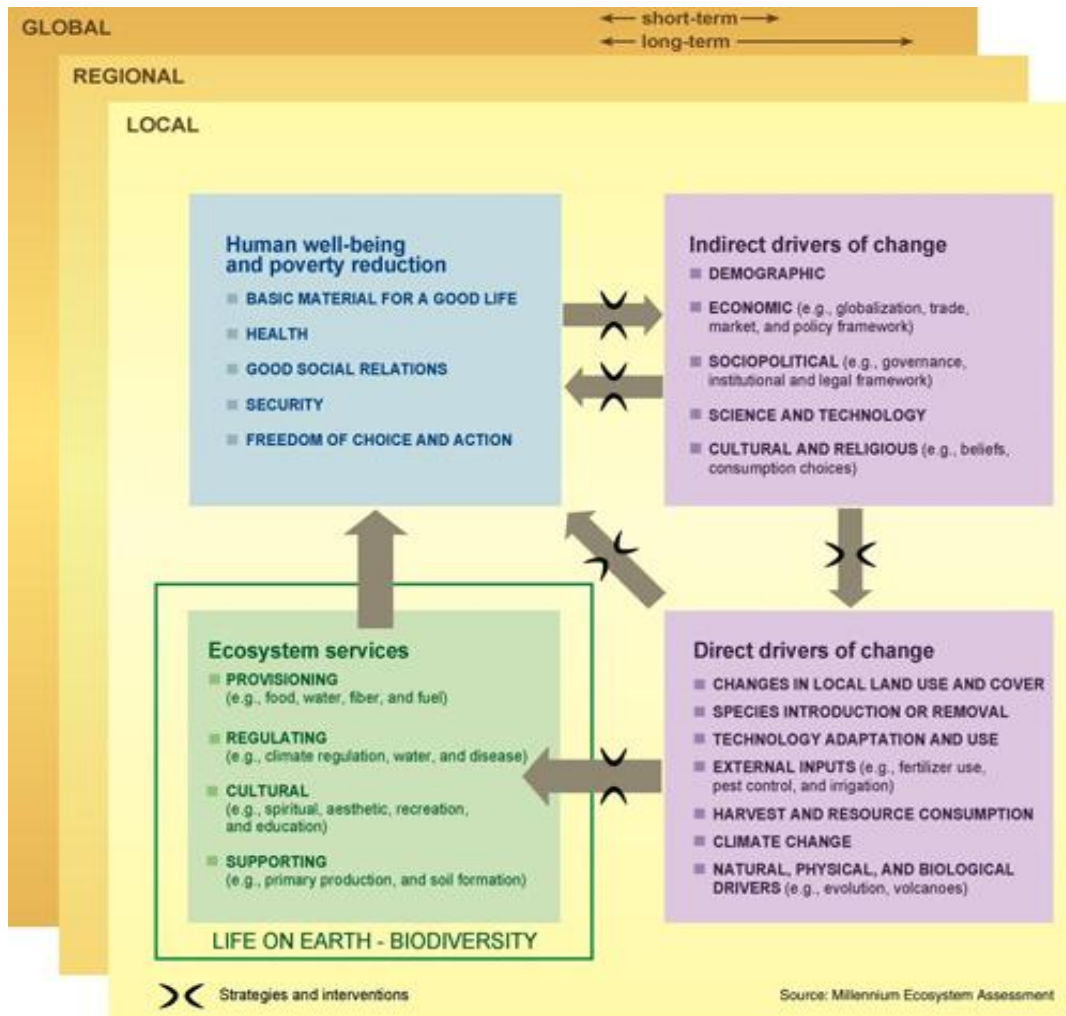 GLOBAL
short-term
long-term
REGIONAL
LOCAL
Human well-being
and poverty reduction
BASIC MATERIAL FOR A GOOD LIFE
HEALTH
GOOD SOCIAL RELATIONS
SECURITY
FREEDOM OF CHOICE AND ACTION
Indirect drivers of change
DEMOGRAPHIC
ECONOMIC (e.g., globalization, trade,
market, and policy framework)
SOCIOPOLITICAL (e.g., governance,
institutional and legal framework)
SCIENCE AND TECHNOLOGY
CULTURAL AND RELIGIOUS (e.g., beliefs,
consumption choices)
Ecosystem services
PROVISIONING
(e.g., food, water, fiber, and fuel)
REGULATING
(e.g., climate regulation, water, and disease)
CULTURAL
(e.g., spiritual, aesthetic, recreation,
and education)
SUPPORTING
(e.g., primary production, and soil formation)
LIFE ON EARTH - BIODIVERSITY
Direct drivers of change
CHANGES IN LOCAL LAND USE AND COVER
SPECIES INTRODUCTION OR REMOVAL
TECHNOLOGY ADAPTATION AND USE
EXTERNAL INPUTS (e.g., fertilizer use,
pest control, and irrigation)
HARVEST AND RESOURCE CONSUMPTION
CLIMATE CHANGE
NATURAL, PHYSICAL, AND BIOLOGICAL
DRIVERS (e.g., evolution, volcanoes)
Strategies and interventions
Source: Millennium Ecosystem Assessment